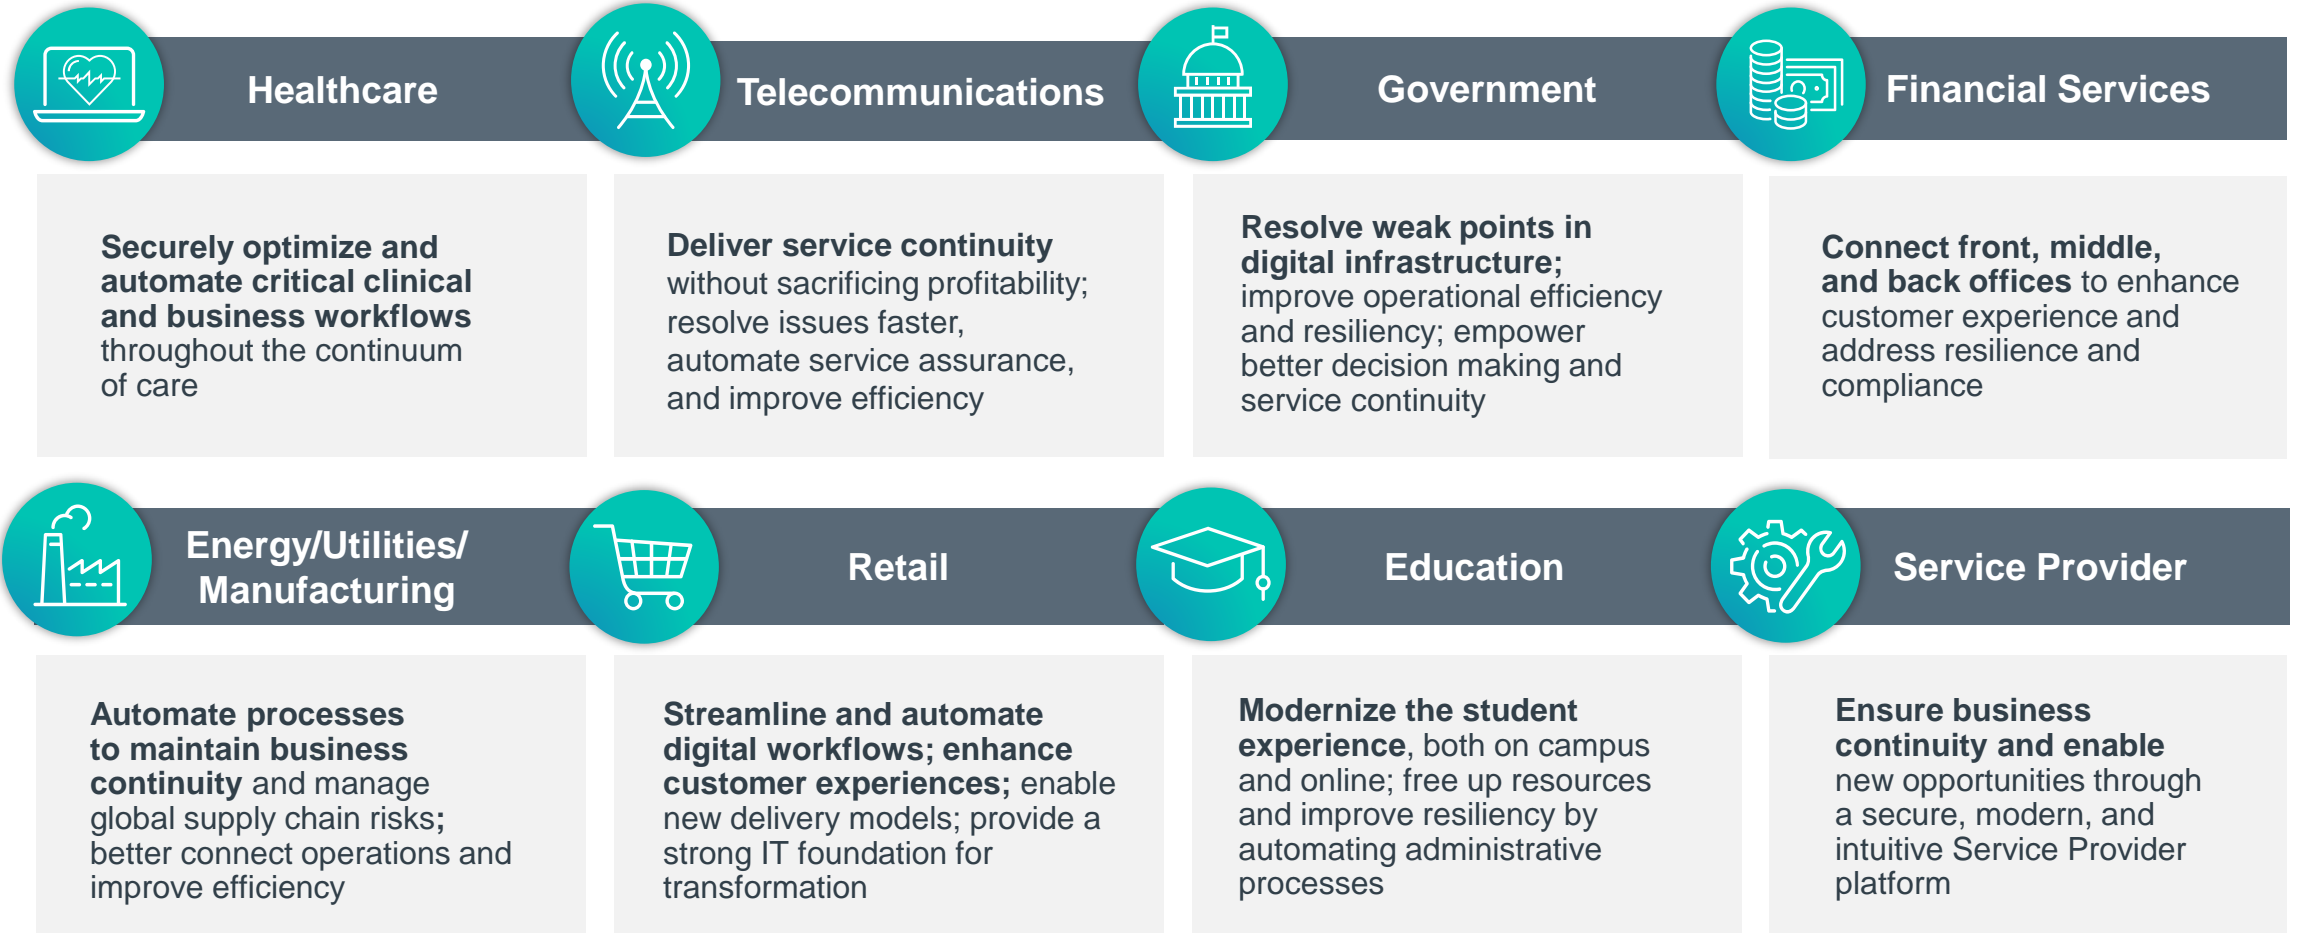 Healthcare
Telecommunications
Government
Financial Services
Securely optimize and
automate critical clinical
and business workflows
throughout the continuum
of care
Deliver service continuity
without sacrificing profitability;
resolve issues faster,
automate service assurance,
and improve efficiency
Resolve weak points in
digital infrastructure;
improve operational efficiency
and resiliency; empower
better decision making and
service continuity
Connect front, middle,
and back offices to enhance
customer experience and
address resilience and
compliance
Energy/Utilities/
Manufacturing
Retail
Education
Service Provider
Automate processes
to maintain business
continuity and manage
global supply chain risks;
better connect operations and
improve efficiency
Streamline and automate
digital workflows; enhance
customer experiences; enable
new delivery models; provide a
strong IT foundation for
transformation
Modernize the student
experience, both on campus
and online; free up resources
and improve resiliency by
automating administrative
processes
Ensure business
continuity and enable
new opportunities through
a secure, modern, and
intuitive Service Provider
platform